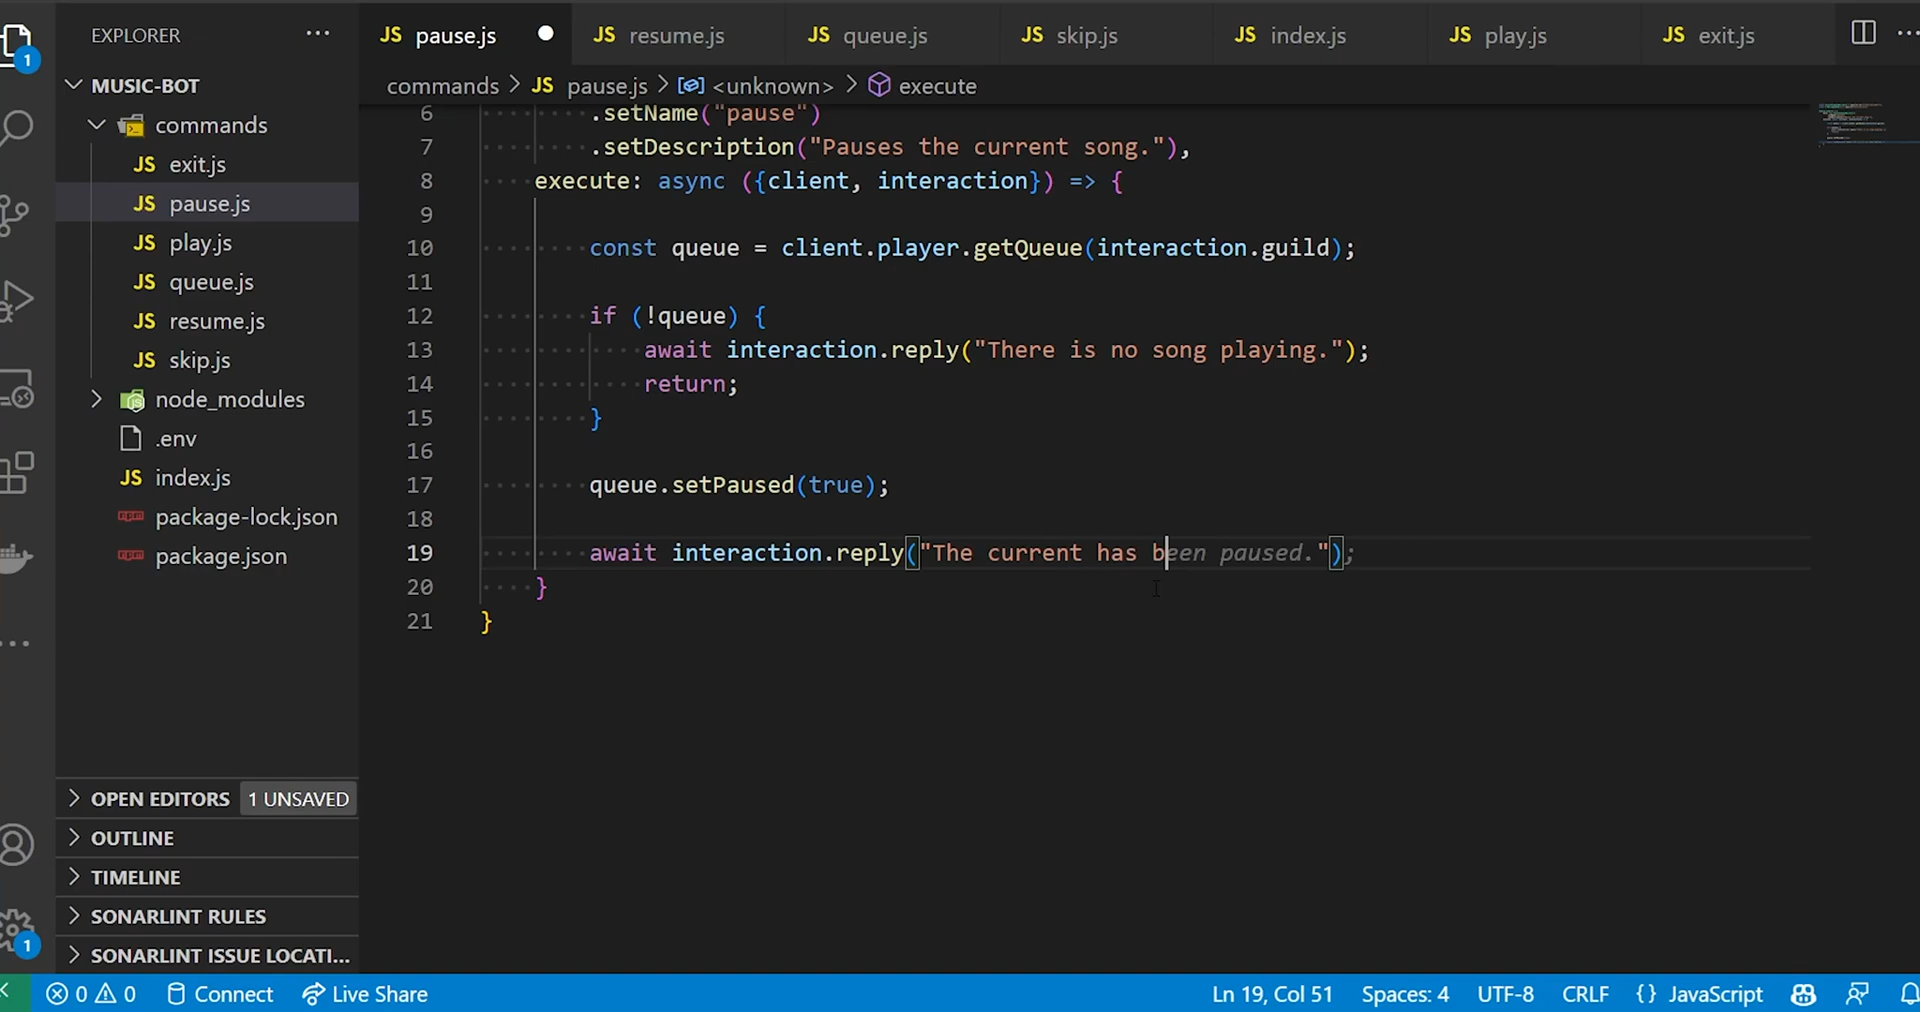 EXPLORER ...
JS pause.js
JS resume.js
JS queue.js
JS skip.js
JS index.js
JS play.js
JS exit.js
1
MUSIC-BOT
commands
JS exit.js
JS pause.js
JS play.js
JS queue.js
JS resume.js
JS skip.js
node_modules
.env
JS index.js
package-lock.json
package.json
OPEN EDITORS 1 UNSAVED
OUTLINE
TIMELINE
SONARLINT RULES
SONARLINT ISSUE LOCATI...
1
commands > JS pause.js > <unknown> > execute
6 .setName("pause")
7 .setDescription("Pauses the current song."),
8 execute: async ({client, interaction}) => {
9
10 const queue = client.player.getQueue(interaction.guild);
11
12 if (!queue) {
13 await interaction.reply("There is no song playing.");
14 return;
15 }
16
17 queue.setPaused(true);
18
19 await interaction.reply("The current has been paused.");
20 }
21 }
0 0 Connect Live Share Ln 19, Col 51 Spaces: 4 UTF-8 CRLF {} JavaScript